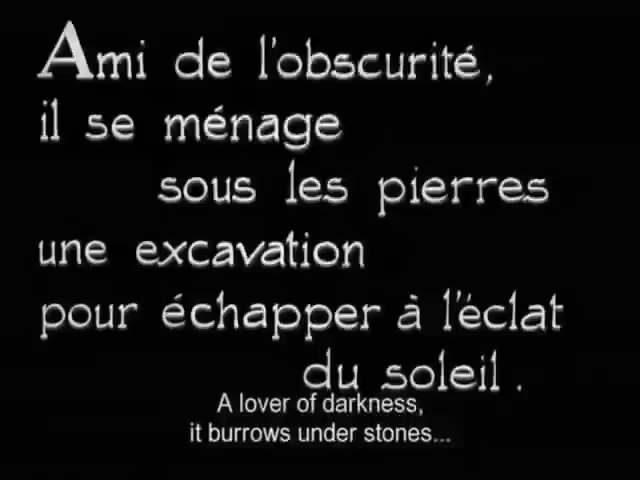 Ami de l'obscurité,
il se ménage
sous les pierres
une excavation
pour échapper à l'éclat
du soleil.
A lover of darkness,
it burrows under stones...